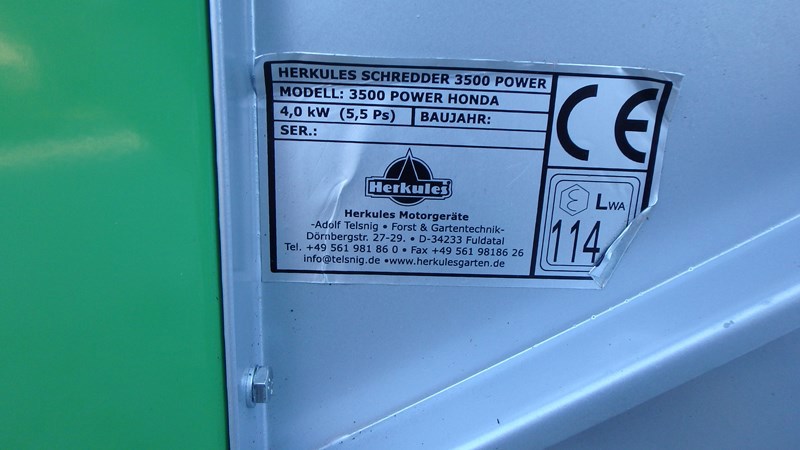 HERKULES SCHREDDER 3500 POWER
MODELL: 3500 POWER HONDA
4,0 kW (5,5 Ps) BAUJAHR:
SER.:
Herkules
Herkules Motorgeräte
-Adolf Telsnig • Forst & Gartentechnik-
Dörnbergstr. 27-29. • D-34233 Fuldatal
Tel. +49 561 981 86 0 • Fax +49 561 98186 26
info@telsnig.de •www.herkulesgarten.de
CE
LWA
114